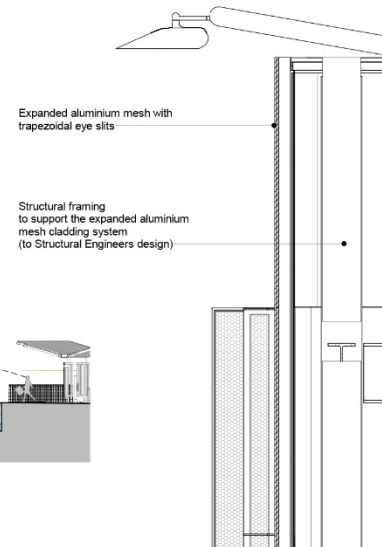 Expanded aluminium mesh with
trapezoidal eye slits
Structural framing
to support the expanded aluminium
mesh cladding system
(to Structural Engineers design)